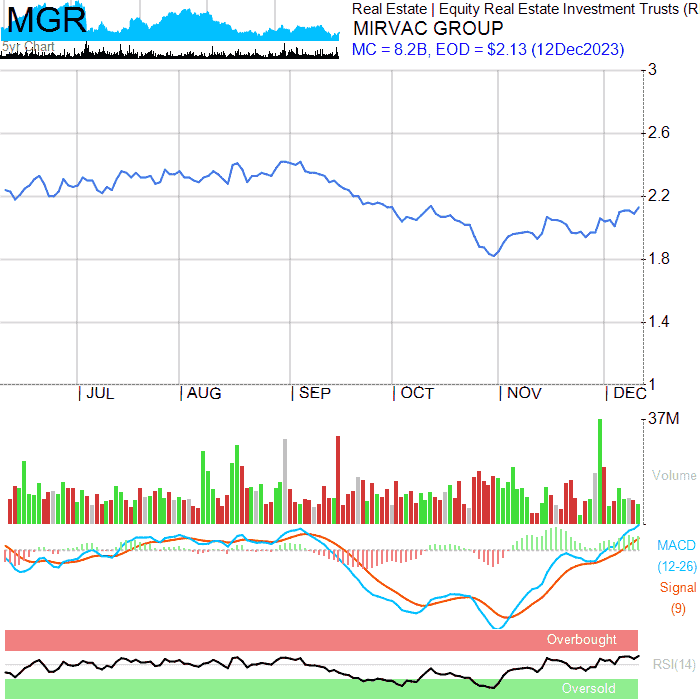 MGR
5yr Chart
Real Estate | Equity Real Estate Investment Trusts (R
MIRVAC GROUP
MC = 8.2B, EOD = $2.13 (12Dec2023)
3
2.6
2.2
1.8
1.4
1
| JUL | AUG | SEP | OCT | NOV | DEC
37M
Volume
MACD
(12-26)
Signal
(9)
Overbought
RSI(14)
Oversold